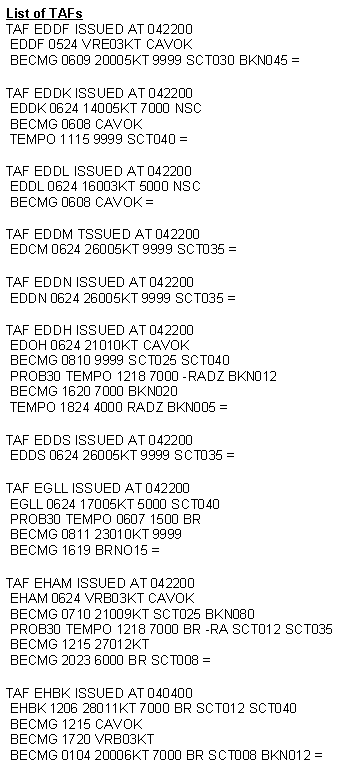 List of TAFs
TAF EDDF ISSUED AT 042200
EDDF 0524 VRE03KT CAVOK
BECMG 0609 20005KT 9999 SCT030 BKN045 =
TAF EDDK ISSUED AT 042200
EDDK 0624 14005KT 7000 NSC
BECMG 0608 CAVOK
TEMPO 1115 9999 SCT040 =
TAF EDDL ISSUED AT 042200
EDDL 0624 16003KT 5000 NSC
BECMG 0608 CAVOK =
TAF EDDM TSSUED AT 042200
EDCM 0624 26005KT 9999 SCT035 =
TAF EDDN ISSUED AT 042200
EDDN 0624 26005KT 9999 SCT035 =
TAF EDDH ISSUED AT 042200
EDOH 0624 21010KT CAVOK
BECMG 0810 9999 SCT025 SCT040
PROB30 TEMPO 1218 7000 -RADZ BKN012
BECMG 1620 7000 BKN020
TEMPO 1824 4000 RADZ BKN005 =
TAF EDDS ISSUED AT 042200
EDDS 0624 26005KT 9999 SCT035 =
TAF EGLL ISSUED AT 042200
EGLL 0624 17005KT 5000 SCT040
PROB30 TEMPO 0607 1500 BR
BECMG 0811 23010KT 9999
BECMG 1619 BRNO15 =
TAF EHAM ISSUED AT 042200
EHAM 0624 VRB03KT CAVOK
BECMG 0710 21009KT SCT025 BKN080
PROB30 TEMPO 1218 7000 BR -RA SCT012 SCT035
BECMG 1215 27012KT
BECMG 2023 6000 BR SCT008 =
TAF EHBK ISSUED AT 040400
EHBK 1206 28011KT 7000 BR SCT012 SCT040
BECMG 1215 CAVOK
BECMG 1720 VRB03KT
BECMG 0104 20006KT 7000 BR SCT008 BKN012 =